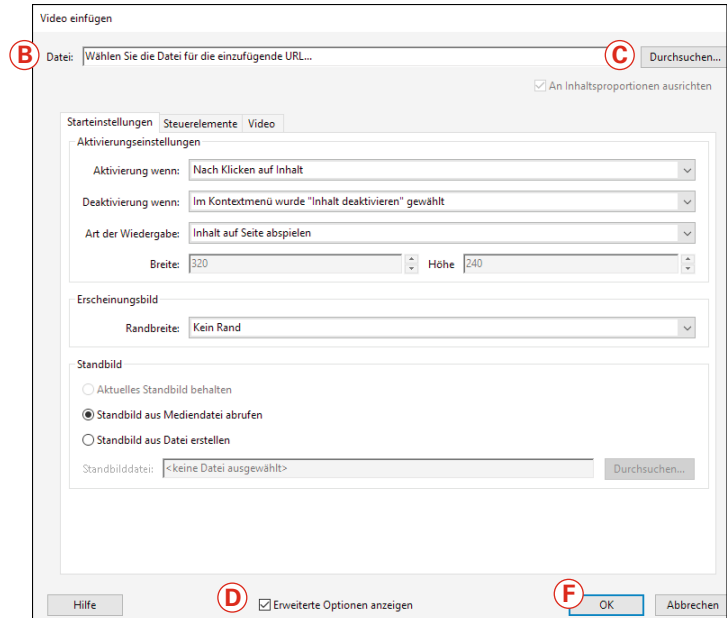 Video einfügen
B Datei: Wählen Sie die Datei für die einzufügende URL... C Durchsuchen...
An Inhaltsproportionen ausrichten
Starteinstellungen Steuerelemente Video
Aktivierungseinstellungen
Aktivierung wenn: Nach Klicken auf Inhalt
Deaktivierung wenn: Im Kontextmenü wurde "Inhalt deaktivieren" gewählt
Art der Wiedergabe: Inhalt auf Seite abspielen
Breite: 320 Höhe 240
Erscheinungsbild
Randbreite: Kein Rand
Standbild
Aktuelles Standbild behalten
Standbild aus Mediendatei abrufen
Standbild aus Datei erstellen
Standbilddatei: <keine Datei ausgewählt> Durchsuchen...
Hilfe D Erweiterte Optionen anzeigen F OK Abbrechen